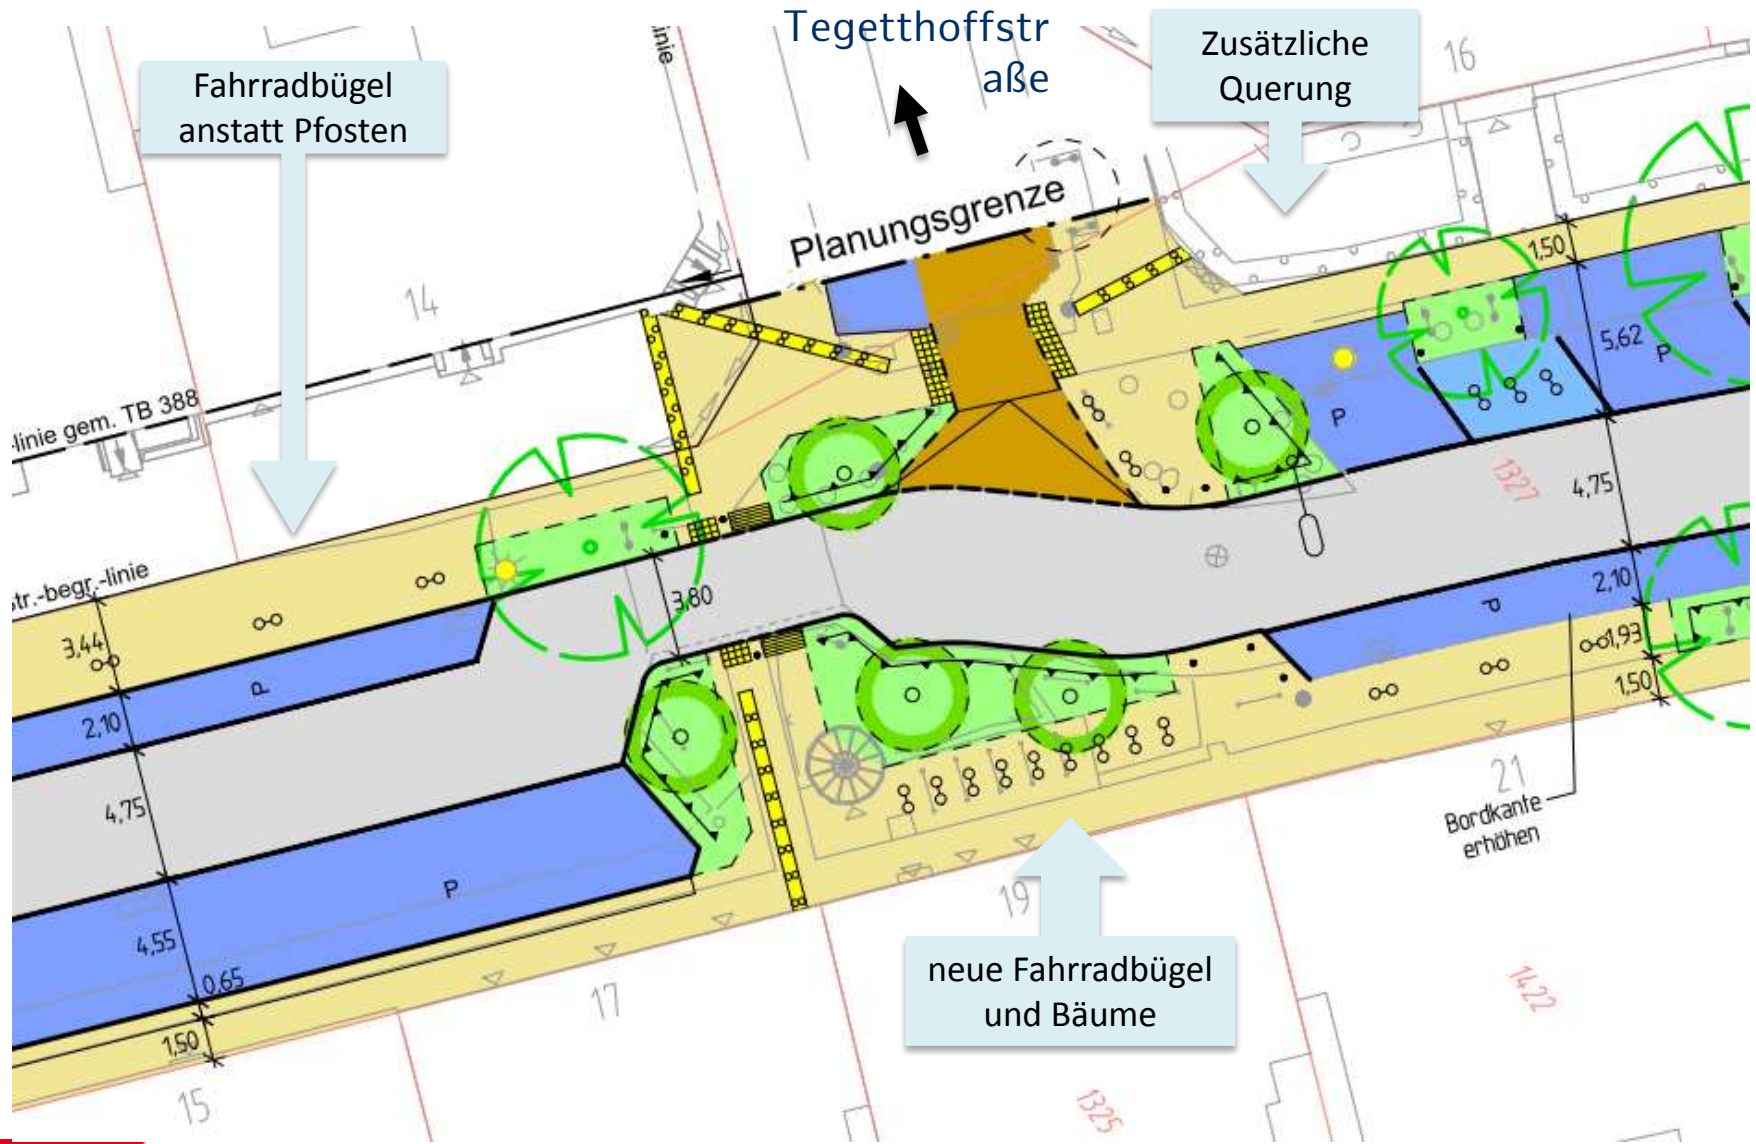 Tegetthoffstr
aße
Zusätzliche
Querung
Fahrradbügel
anstatt Pfosten
16
Planungsgrenze
14
-linie gem. TB 388
str.-begr.-linie
1,50
5,62
P
P
1327
4,75
2,10
P
1,93
1,50
3,80
3,44
2,10
P
4,75
P
4,55
0,65
1,50
21
Bordkante
erhöhen
19
17
15
neue Fahrradbügel
und Bäume
1422
1325